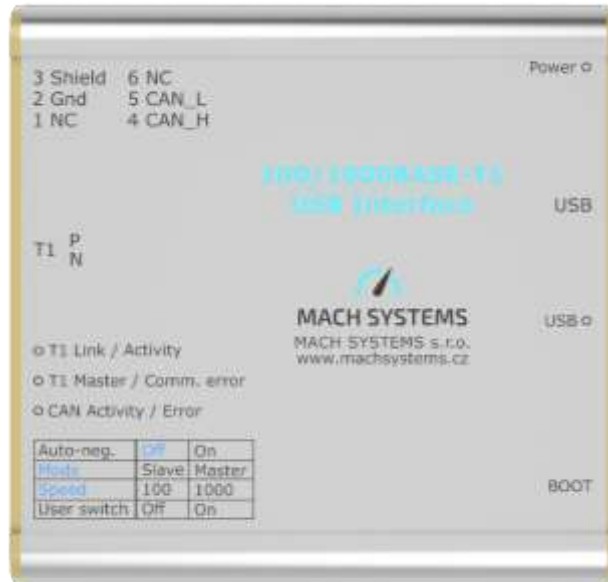 3 Shield 6 NC
2 Gnd 5 CAN_L
1 NC 4 CAN_H
Power
100/1000BASE-T1
USB Interface
USB
T1 P
N
MACH SYSTEMS
MACH SYSTEMS s.r.o.
www.machsystems.cz
USB
T1 Link / Activity
T1 Master / Comm. error
CAN Activity / Error
Auto-neg. Off On
Mode Slave Master
Speed 100 1000
User switch Off On
BOOT